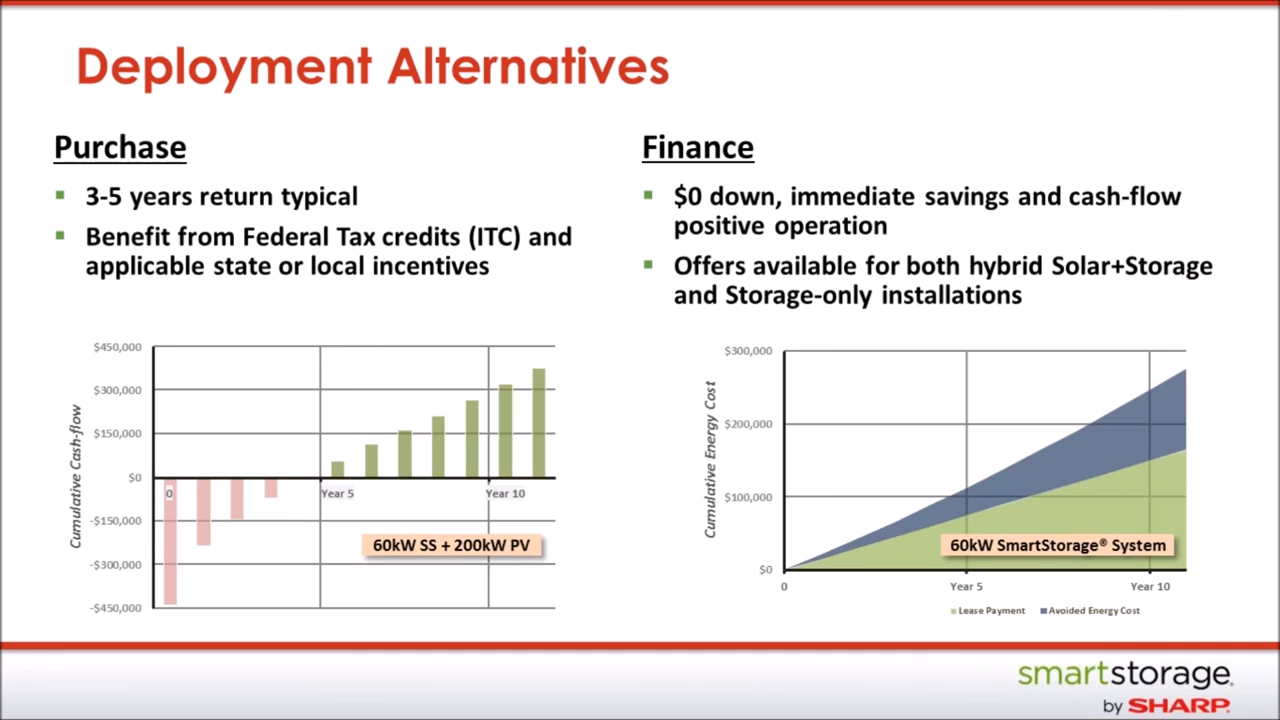 Deployment Alternatives
Purchase
3-5 years return typical
Benefit from Federal Tax credits (ITC) and
applicable state or local incentives
Finance
$0 down, immediate savings and cash-flow
positive operation
Offers available for both hybrid Solar+Storage
and Storage-only installations
Cumulative Cash-flow
$450,000
$300,000
$150,000
$0
-$150,000
-$300,000
-$450,000
0
Year 5
Year 10
60kW SS + 200kW PV
Cumulative Energy Cost
$300,000
$200,000
$100,000
$0
0
Year 5
Year 10
60kW SmartStorage® System
Lease Payment
Avoided Energy Cost
smartstorage.
by SHARP.